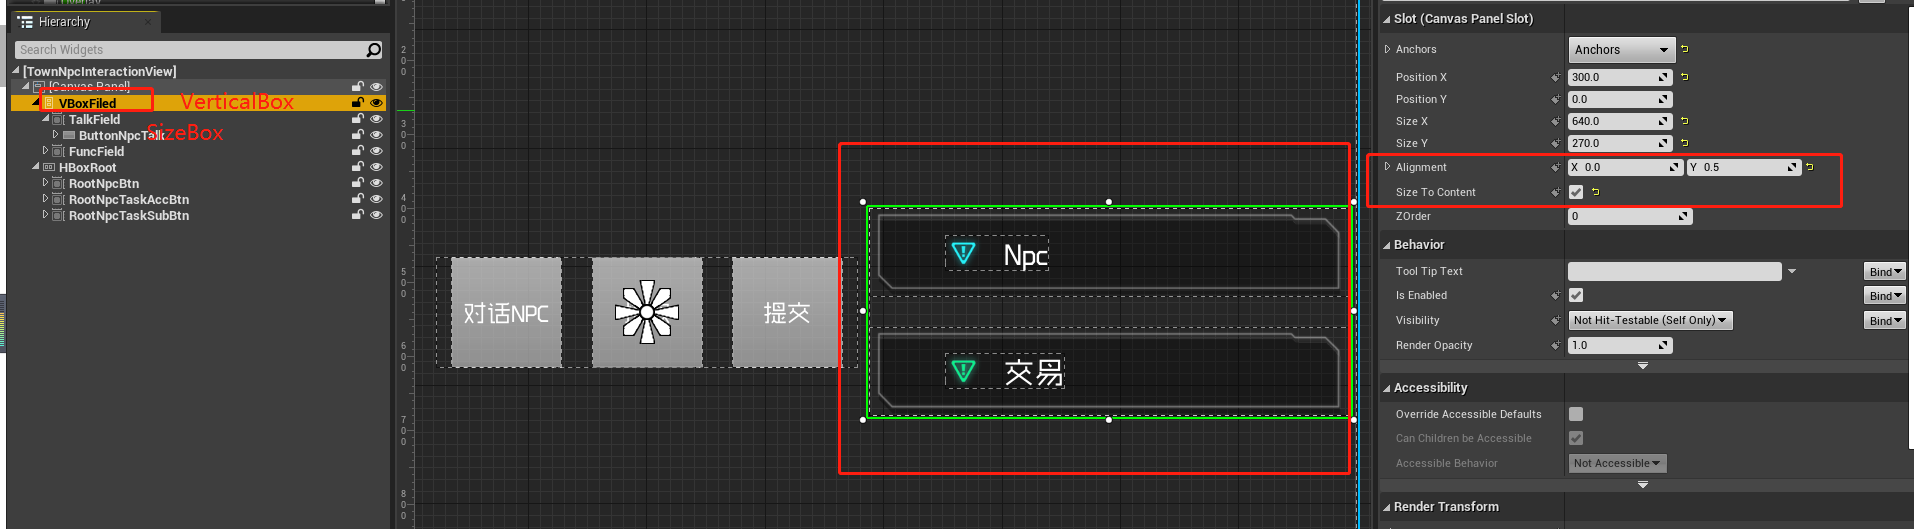 Hierarchy
Search Widgets
[TownNpcInteractionView]
[Canvas Panel]
VBoxFiled
VerticalBox
TalkField
SizeBox
ButtonNpcTalk
FuncField
HBoxRoot
RootNpcBtn
RootNpcTaskAccBtn
RootNpcTaskSubBtn
200
300
400
500
600
700
800
对话NPC
提交
Npc
交易
Slot (Canvas Panel Slot)
Anchors Anchors
Position X 300.0
Position Y 0.0
Size X 640.0
Size Y 270.0
Alignment X 0.0 Y 0.5
Size To Content
ZOrder 0
Behavior
Tool Tip Text Bind
Is Enabled Bind
Visibility Not Hit-Testable (Self Only) Bind
Render Opacity 1.0
Accessibility
Override Accessible Defaults
Can Children be Accessible
Accessible Behavior Not Accessible
Render Transform